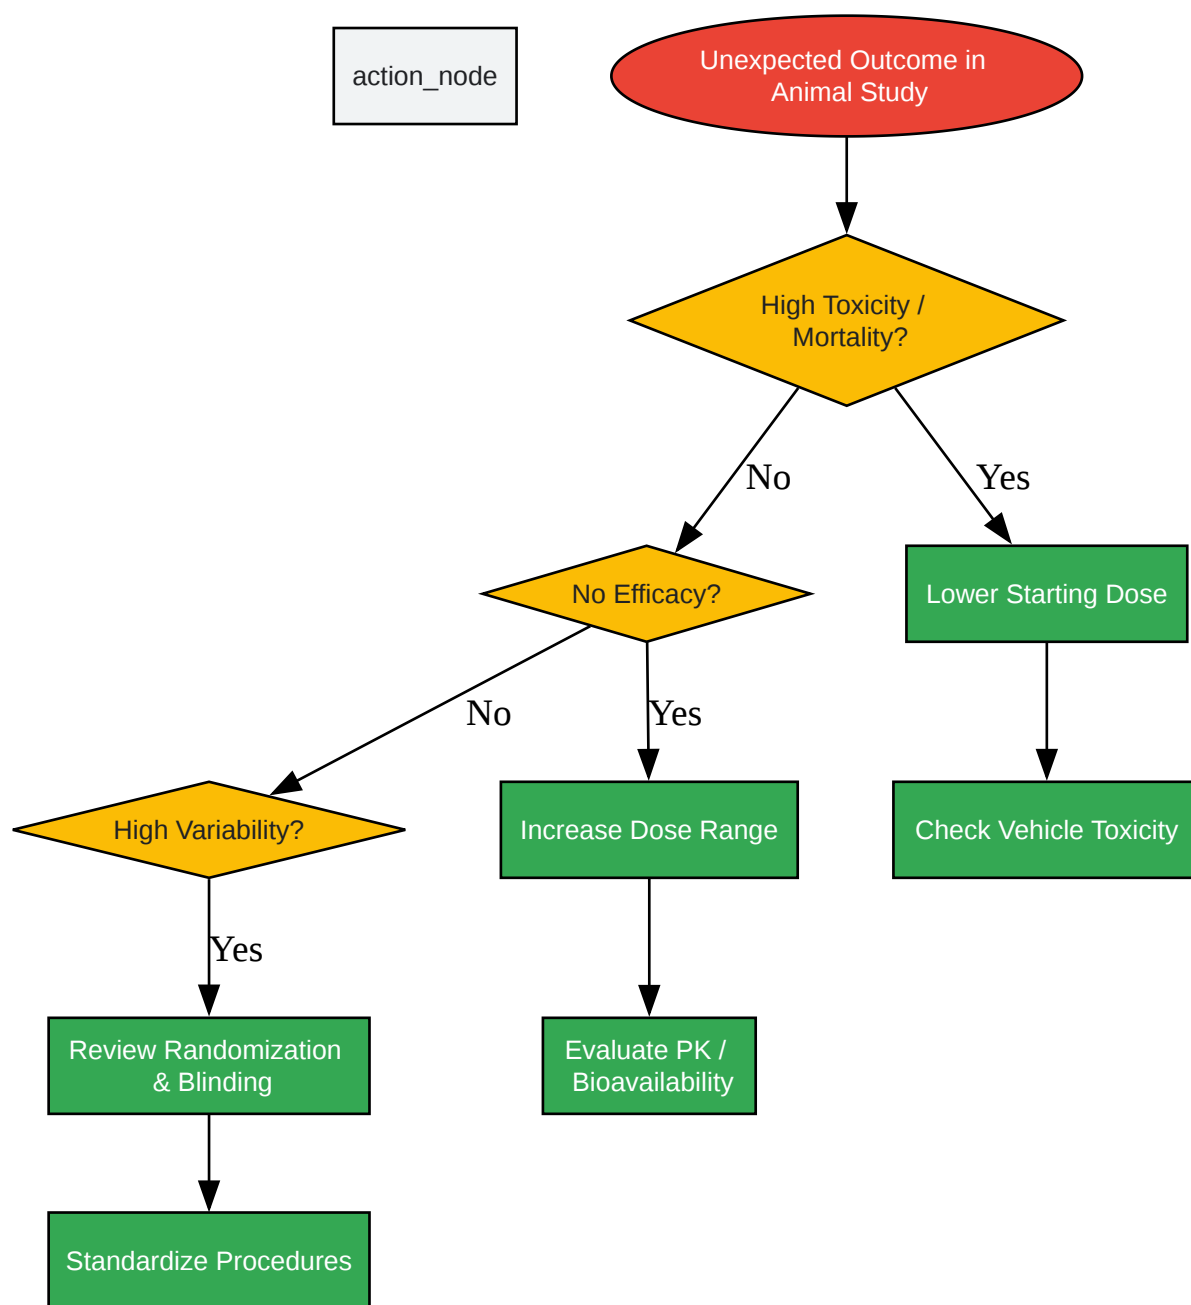 action_node
Unexpected Outcome in
Animal Study
High Toxicity /
Mortality?
No
Yes
No Efficacy?
Lower Starting Dose
No
Yes
High Variability?
Increase Dose Range
Check Vehicle Toxicity
Yes
Review Randomization
& Blinding
Evaluate PK /
Bioavailability
Standardize Procedures